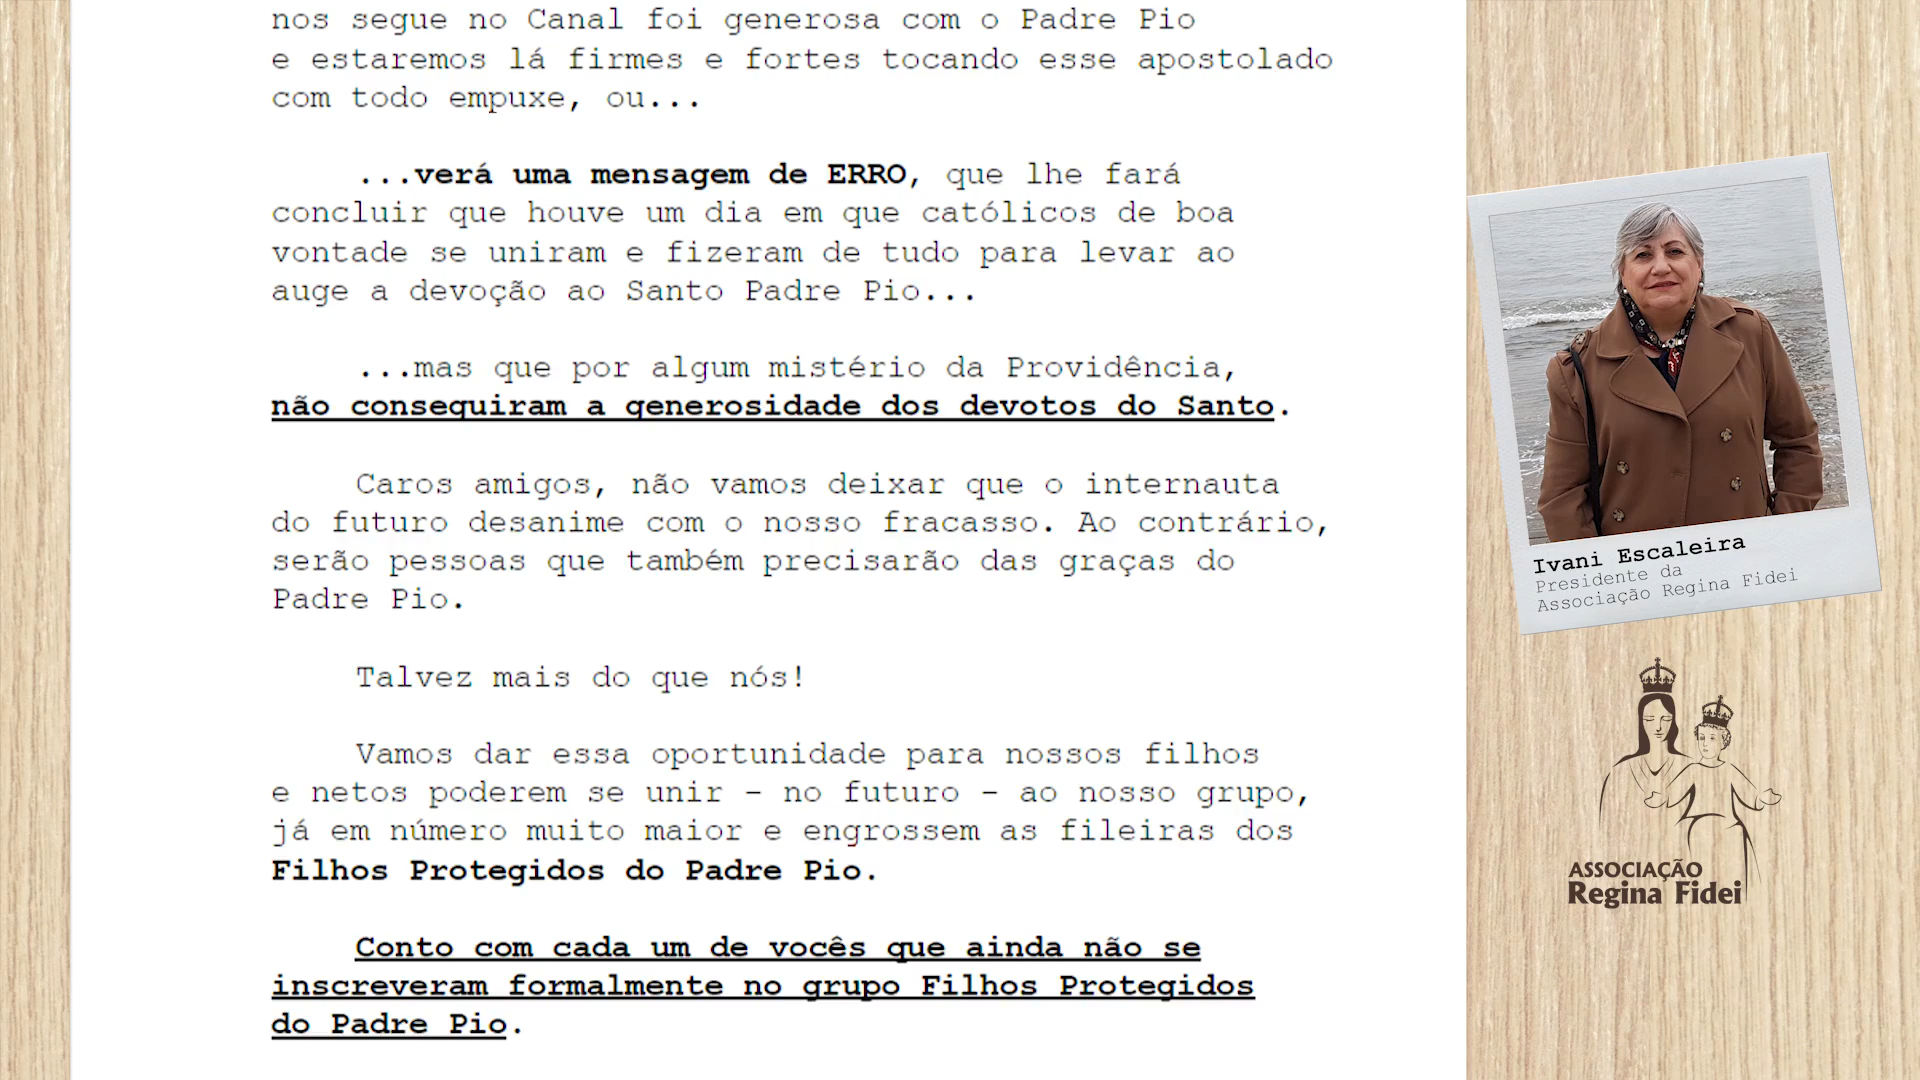 nos segue no Canal foi generosa com o Padre Pio
e estaremos lá firmes e fortes tocando esse apostolado
com todo empuxe, ou...
...verá uma mensagem de ERRO, que lhe fará
concluir que houve um dia em que católicos de boa
vontade se uniram e fizeram de tudo para levar ao
auge a devoção ao Santo Padre Pio...
...mas que por algum mistério da Providência,
não conseguiram a generosidade dos devotos do Santo.
Caros amigos, não vamos deixar que o internauta
do futuro desanime com o nosso fracasso. Ao contrário,
serão pessoas que também precisarão das graças do
Padre Pio.
Talvez mais do que nós!
Vamos dar essa oportunidade para nossos filhos
e netos poderem se unir – no futuro – ao nosso grupo,
já em número muito maior e engrossem as fileiras dos
Filhos Protegidos do Padre Pio.
Conto com cada um de vocês que ainda não se
inscreveram formalmente no grupo Filhos Protegidos
do Padre Pio.
Ivani Escaleira
Presidente da
Associação Regina Fidei
ASSOCIAÇÃO
Regina Fidei